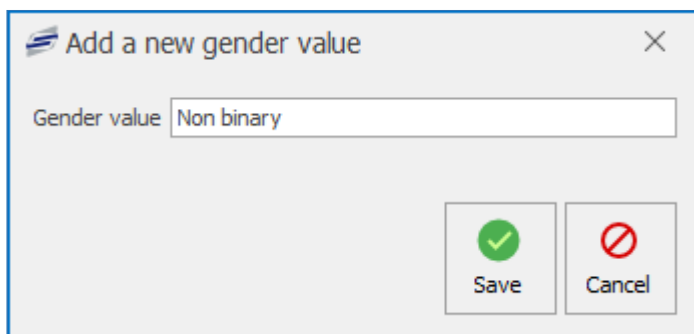 Add a new gender value
Gender value Non binary
Save Cancel